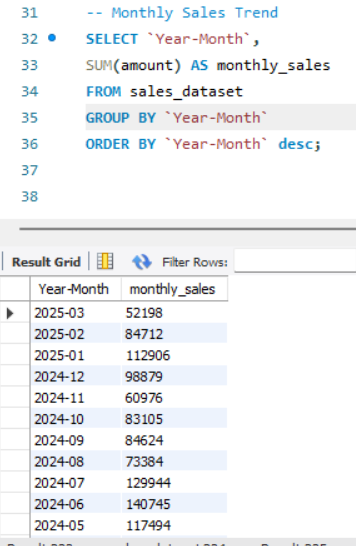 31 -- Monthly Sales Trend
32 SELECT `Year-Month`,
33 SUM(amount) AS monthly_sales
34 FROM sales_dataset
35 GROUP BY `Year-Month`
36 ORDER BY `Year-Month` desc;
37
38
Result Grid Filter Rows:
Year-Month monthly_sales
2025-03 52198
2025-02 84712
2025-01 112906
2024-12 98879
2024-11 60976
2024-10 83105
2024-09 84624
2024-08 73384
2024-07 129944
2024-06 140745
2024-05 117494